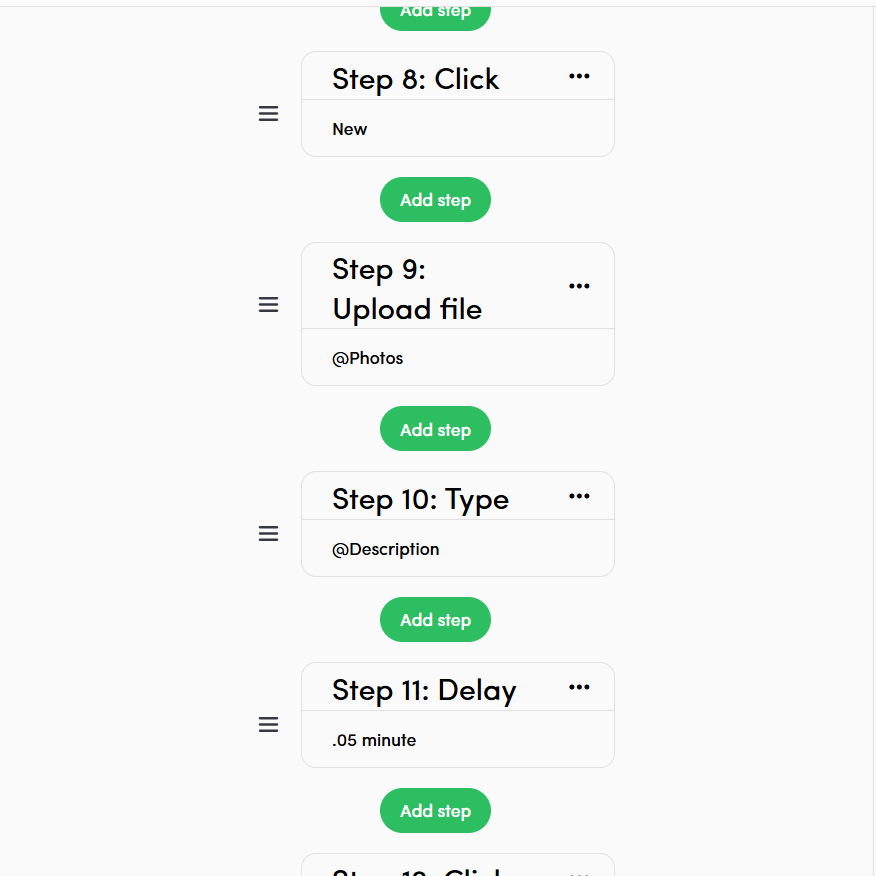 Add step
Step 8: Click
New
Add step
Step 9:
Upload file
@Photos
Add step
Step 10: Type
@Description
Add step
Step 11: Delay
.05 minute
Add step